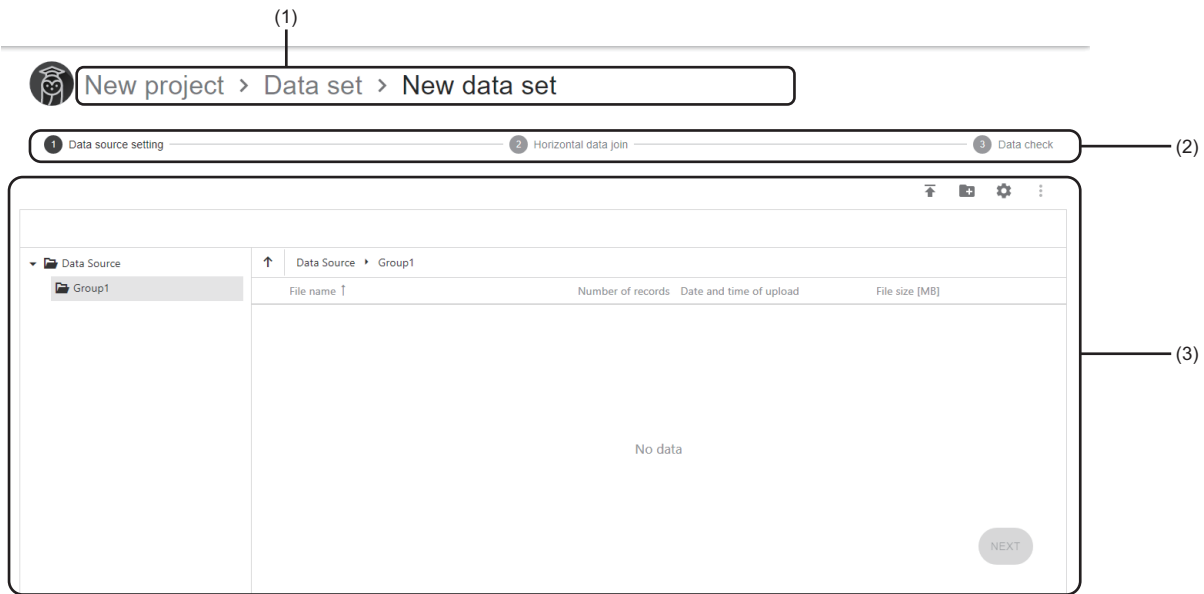 (1)
New project > Data set > New data set
1 Data source setting 2 Horizontal data join 3 Data check
(2)
Data Source
Group1
Data Source Group1
File name ↑ Number of records Date and time of upload File size [MB]
(3)
No data
NEXT